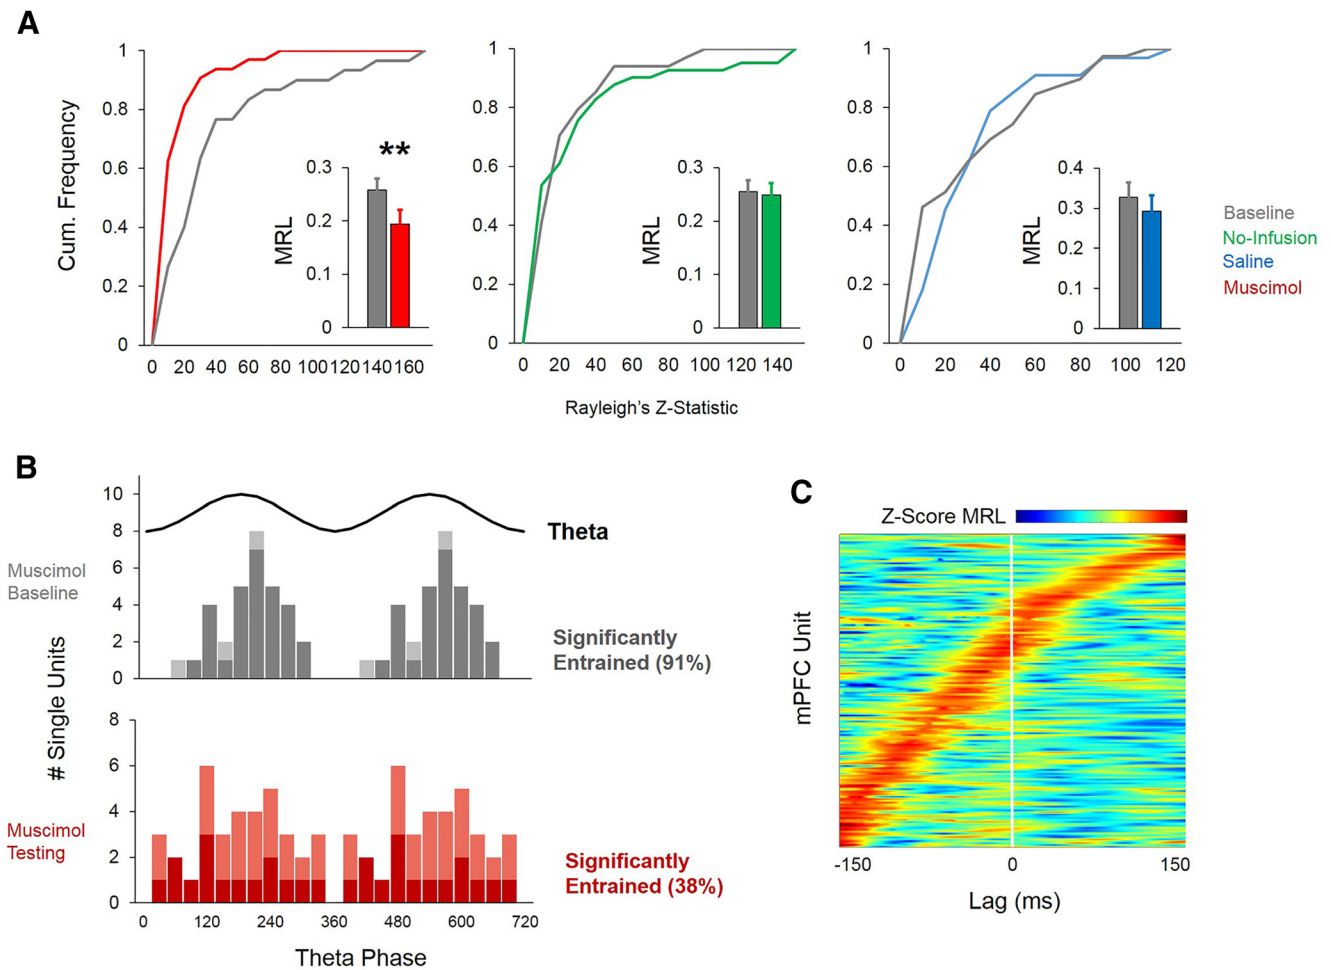 A
Cum. Frequency
1
0.8
0.6
0.4
0.2
0
0 20 40 60 80 100 120 140 160
**
MRL
0.3
0.2
0.1
0
1
0.8
0.6
0.4
0.2
0
0 20 40 60 80 100 120 140
MRL
0.3
0.2
0.1
0
1
0.8
0.6
0.4
0.2
0
0 20 40 60 80 100 120
MRL
0.4
0.3
0.2
0.1
0
Baseline
No-Infusion
Saline
Muscimol
Rayleigh's Z-Statistic
B
# Single Units
Muscimol
Baseline
10
8
6
4
2
0
Theta
Significantly
Entrained (91%)
Muscimol
Testing
8
6
4
2
0
Significantly
Entrained (38%)
0 120 240 360 480 600 720
Theta Phase
C
Z-Score MRL
mPFC Unit
-150 0 150
Lag (ms)